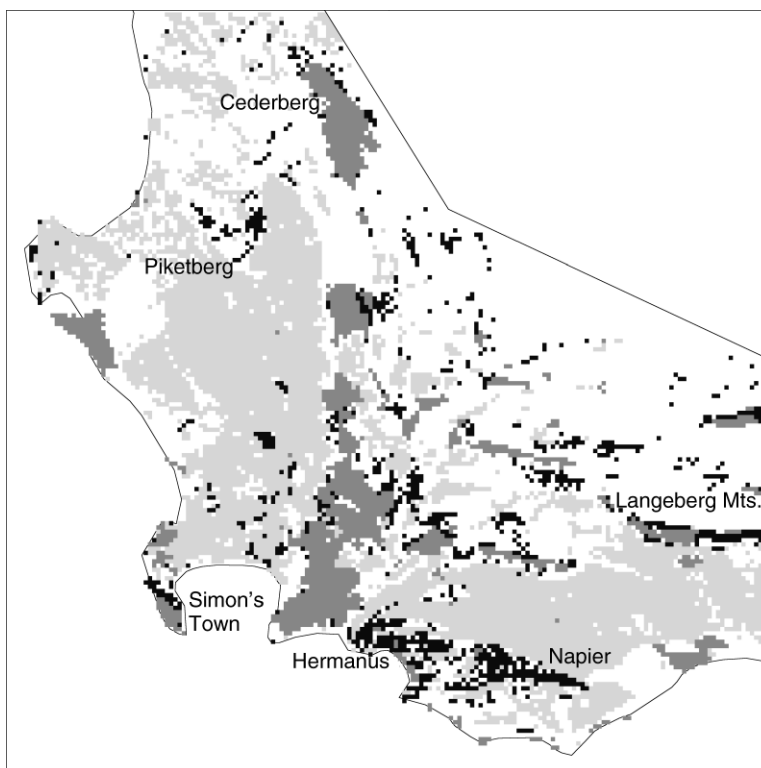 Cederberg
Piketberg
Langeberg Mts.
Simon's
Town
Hermanus
Napier